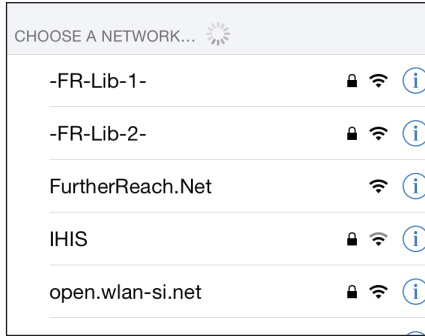 CHOOSE A NETWORK...
-FR-Lib-1-
-FR-Lib-2-
FurtherReach.Net
IHIS
open.wlan-si.net